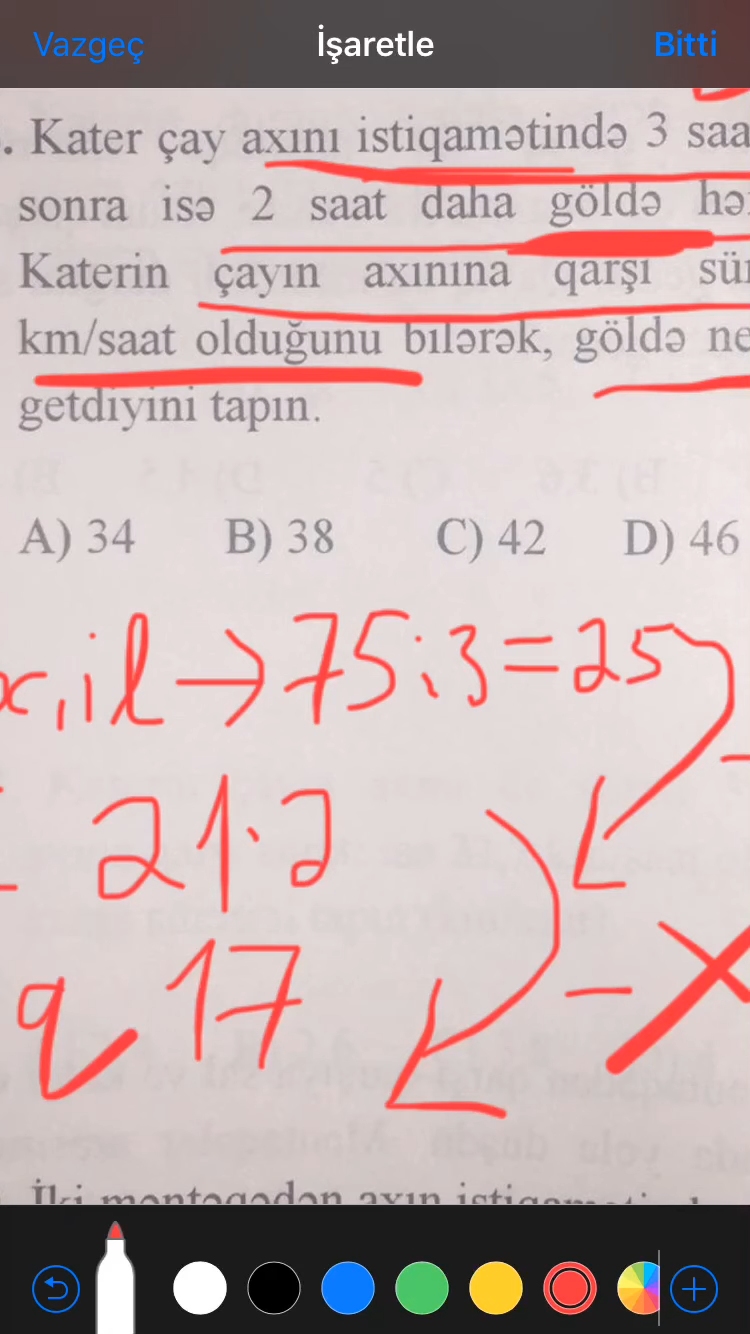 Vazgeç İşaretle Bitti
. Kater çay axını istiqamətində 3 saa
sonra isə 2 saat daha göldə hə
Katerin çayın axınına qarşı sür
km/saat olduğunu bilərək, göldə ne
getdiyini tapın.
A) 34 B) 38 C) 42 D) 46
x,il → 75:3=25
21·2
q 17 - x